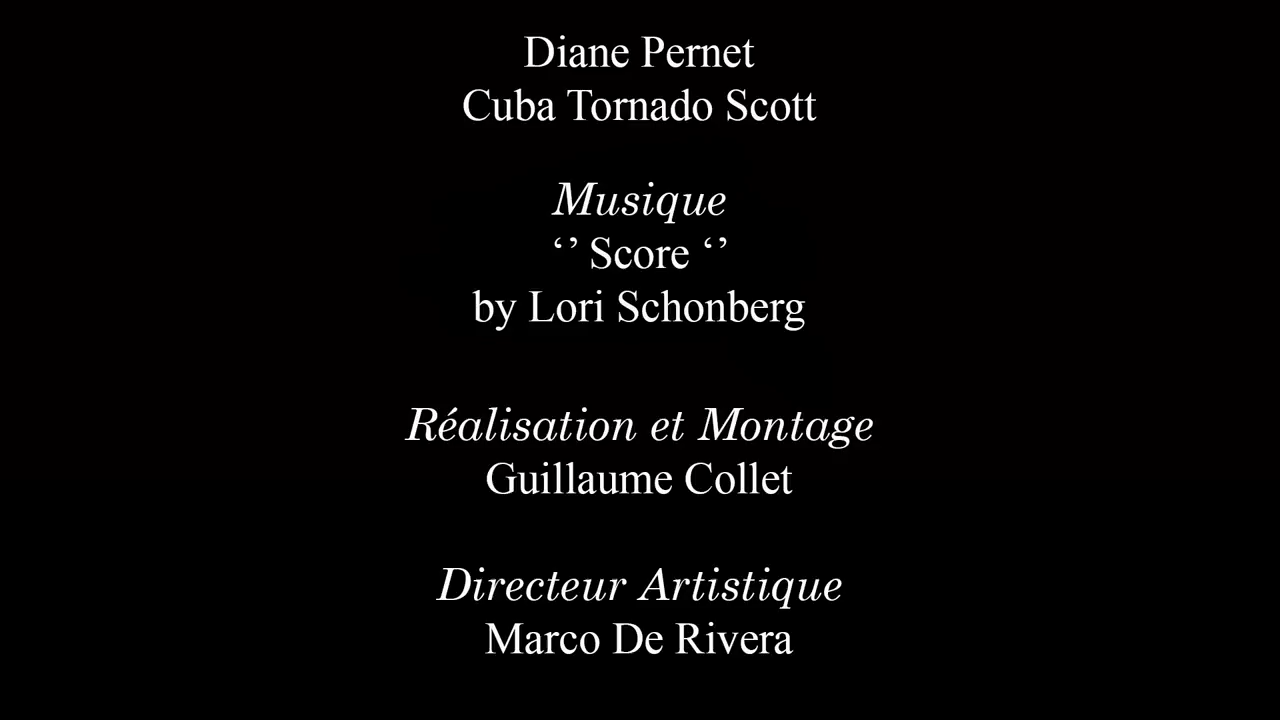 Diane Pernet
Cuba Tornado Scott
Musique
‘’ Score ‘’
by Lori Schonberg
Réalisation et Montage
Guillaume Collet
Directeur Artistique
Marco De Rivera